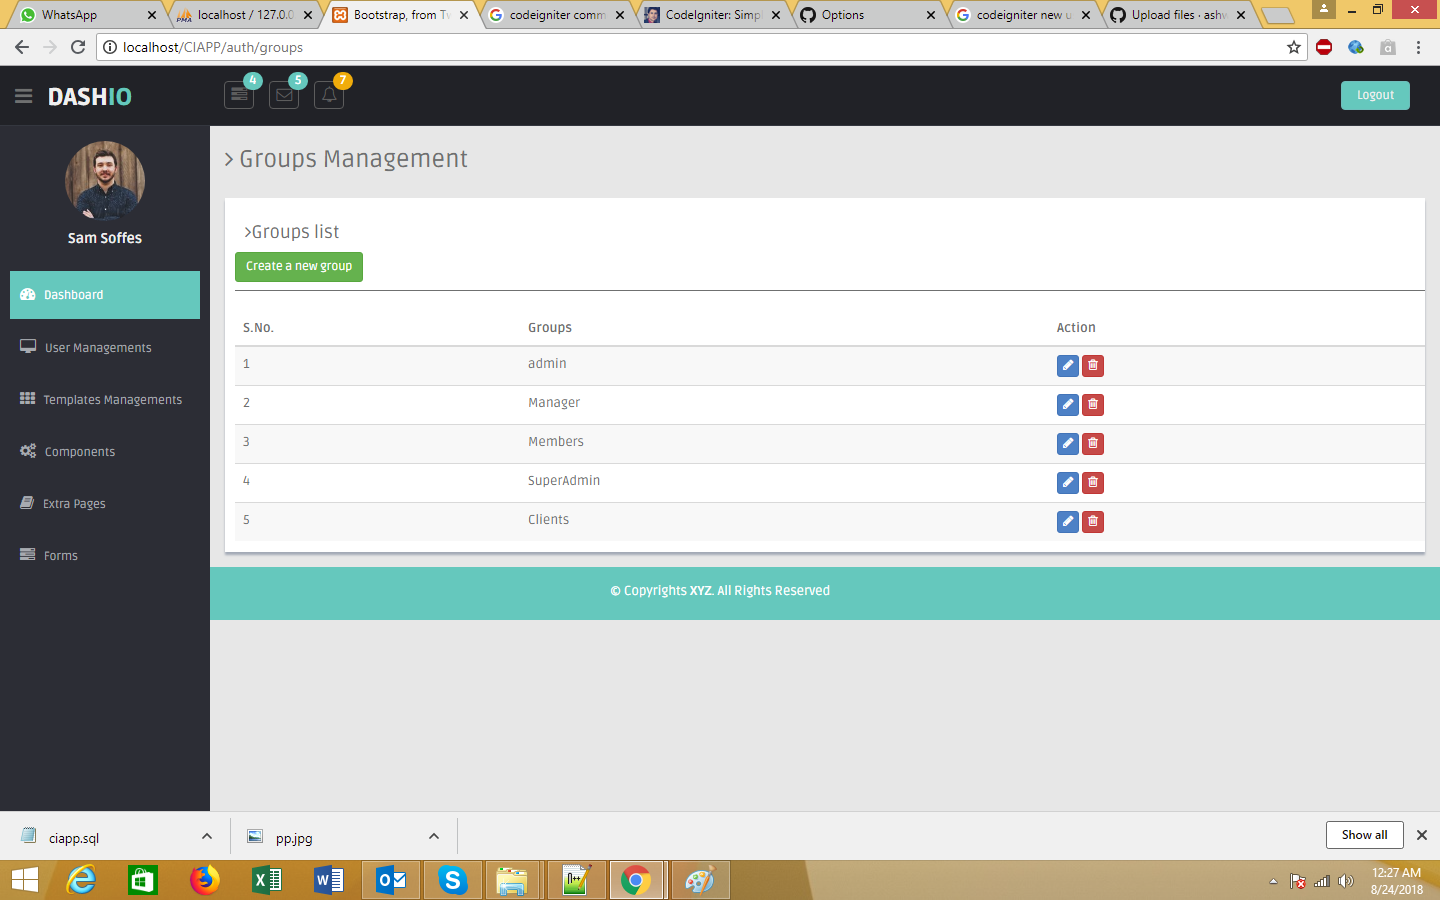 WhatsApp
localhost / 127.0.0
Bootstrap, from Tw
codeigniter comm
CodeIgniter: Simpl
Options
codeigniter new u
Upload files · ashw
localhost/CIAPP/auth/groups
DASHIO
4
5
7
Logout
Sam Soffes
Dashboard
User Managements
Templates Managements
Components
Extra Pages
Forms
Groups Management
Groups list
Create a new group
S.No. Groups Action
1 admin
2 Manager
3 Members
4 SuperAdmin
5 Clients
© Copyrights XYZ. All Rights Reserved
ciapp.sql
pp.jpg
Show all
12:27 AM
8/24/2018